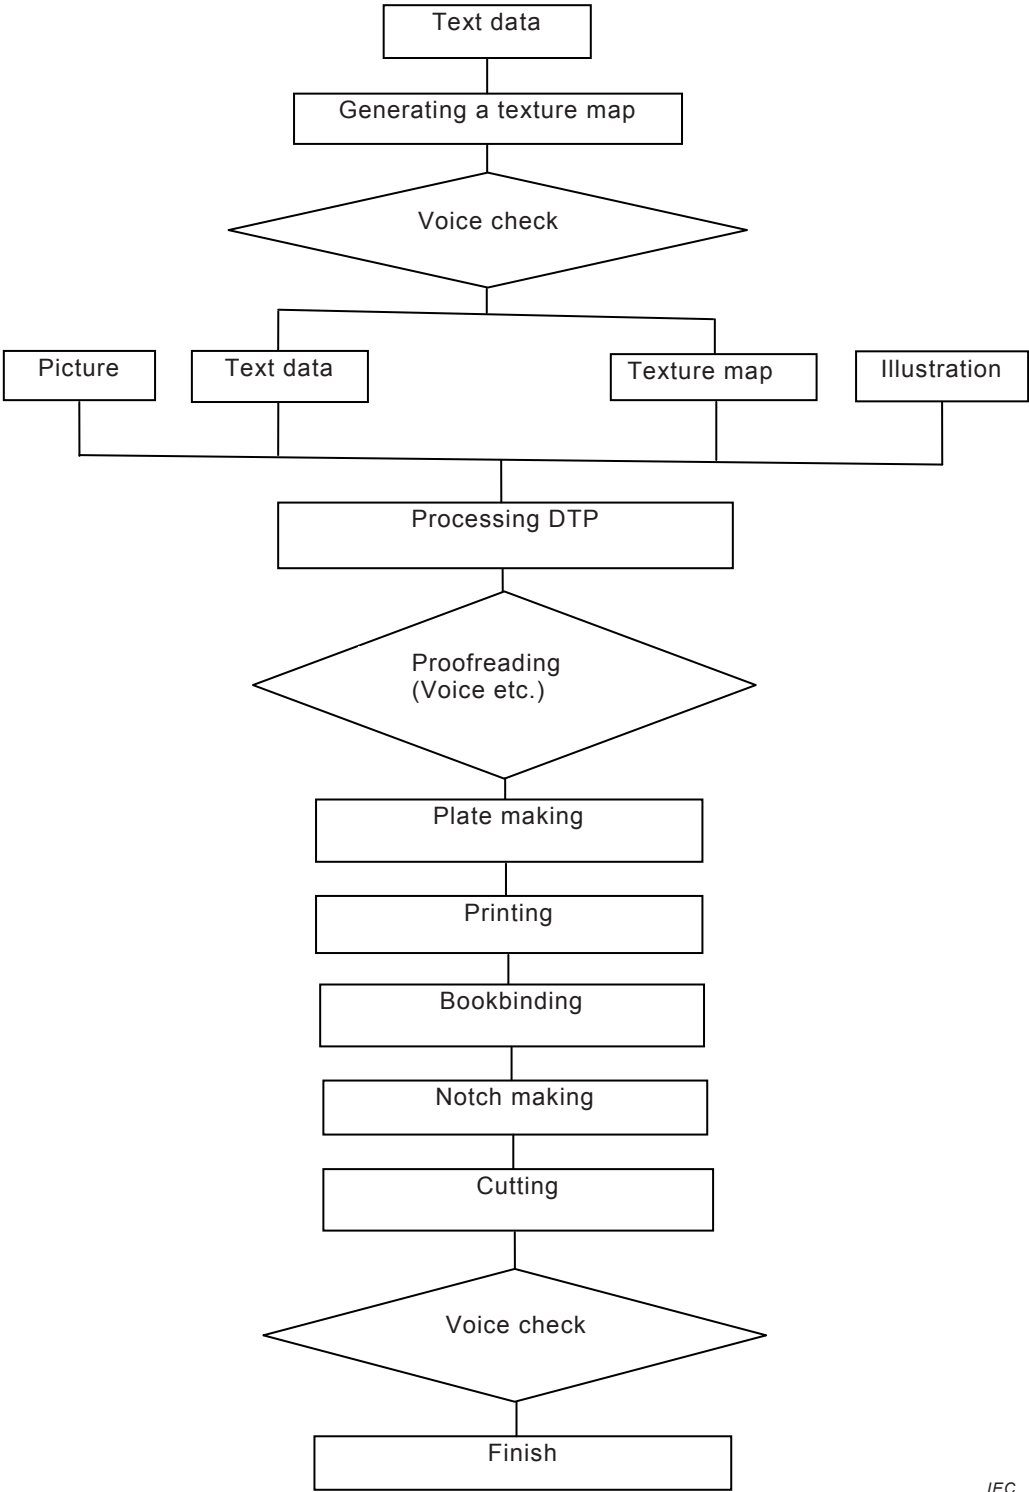 Text data
Generating a texture map
Voice check
Picture
Text data
Texture map
Illustration
Processing DTP
Proofreading
(Voice etc.)
Plate making
Printing
Bookbinding
Notch making
Cutting
Voice check
Finish
IEC